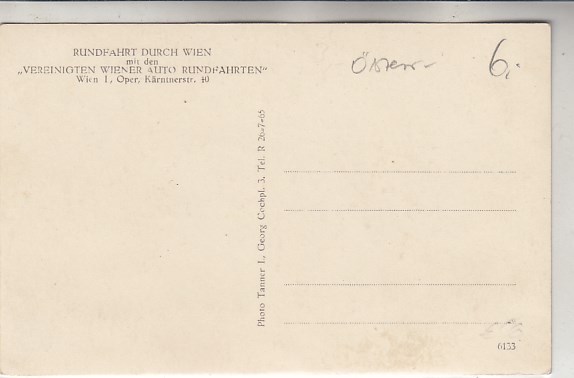 RUNDFAHRT DURCH WIEN
mit den
„VEREINIGTEN WIENER AUTO RUNDFAHRTEN"
Wien I., Oper, Kärntnerstr. 40
Österr.
6,-
Photo Tanner I., Georg Cochpl. 3, Tel. R 26-7-65
6133